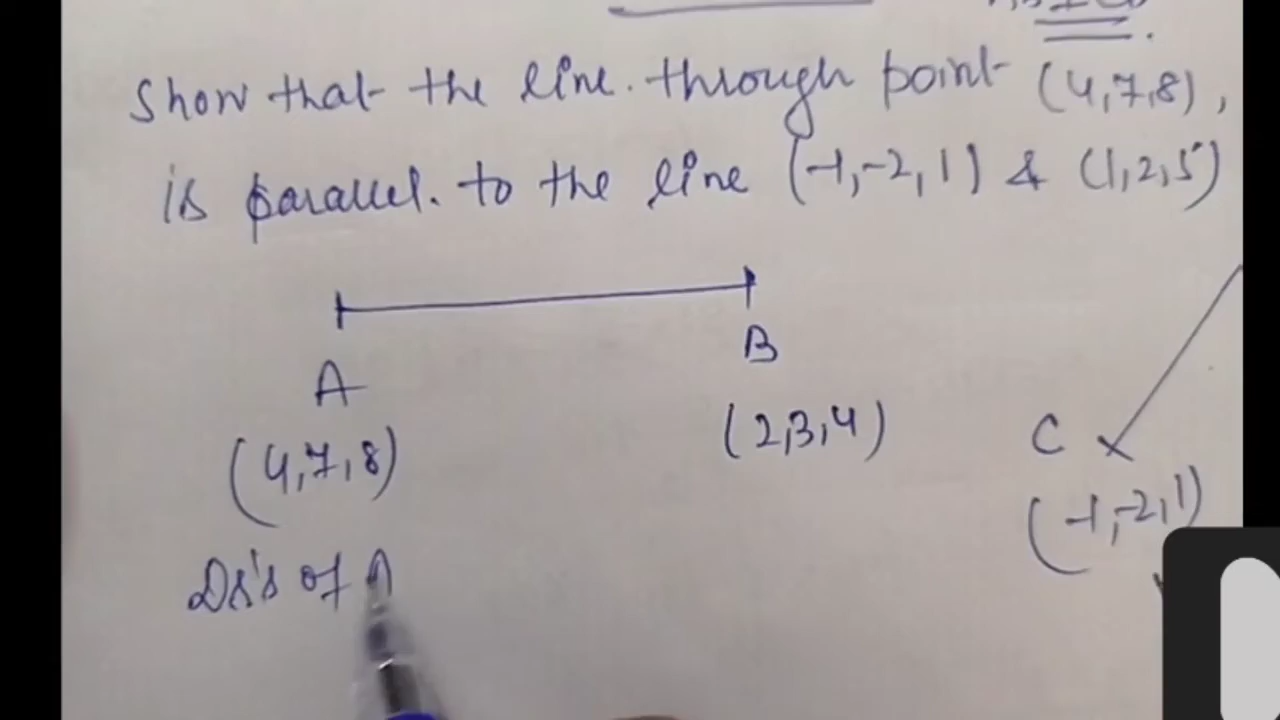 Show that the line through point (4,7,8),
is parallel. to the line (-1,-2,1) & (1,2,5)
A
B
(4,7,8)
(2,3,4)
C
(-1,-2,1)
Dr's of A